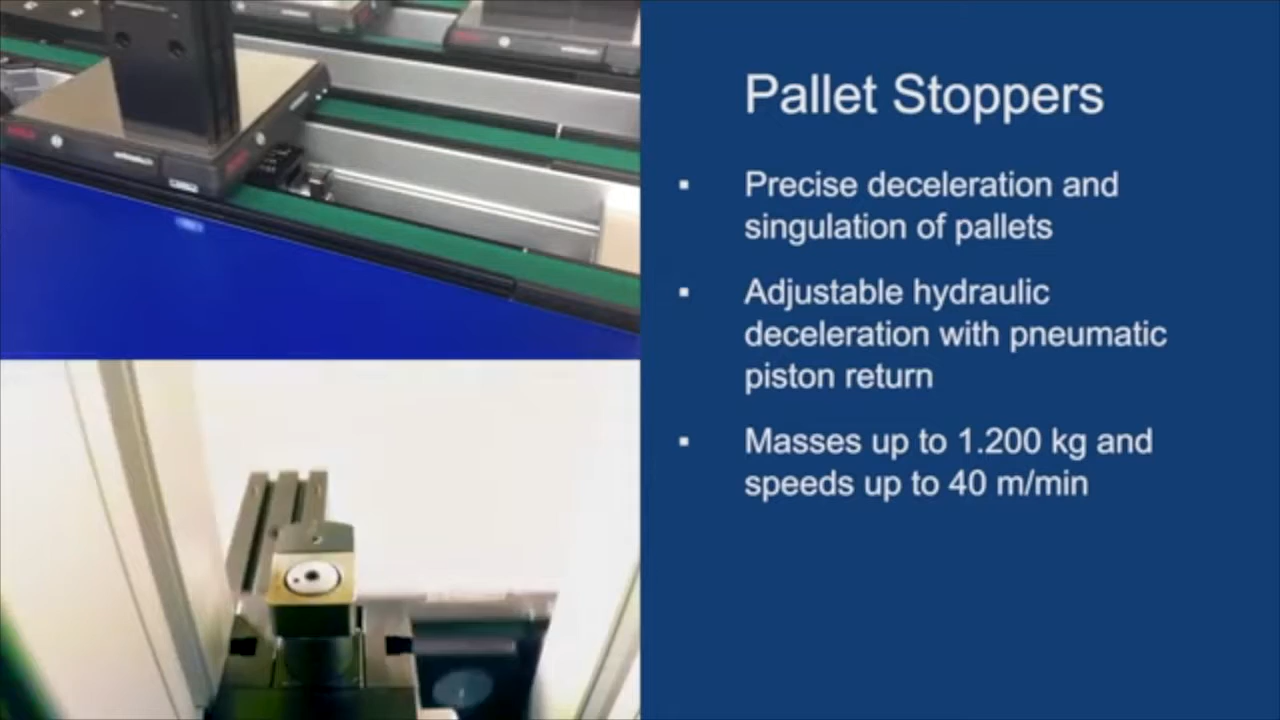 Pallet Stoppers
▪ Precise deceleration and
singulation of pallets
▪ Adjustable hydraulic
deceleration with pneumatic
piston return
▪ Masses up to 1.200 kg and
speeds up to 40 m/min